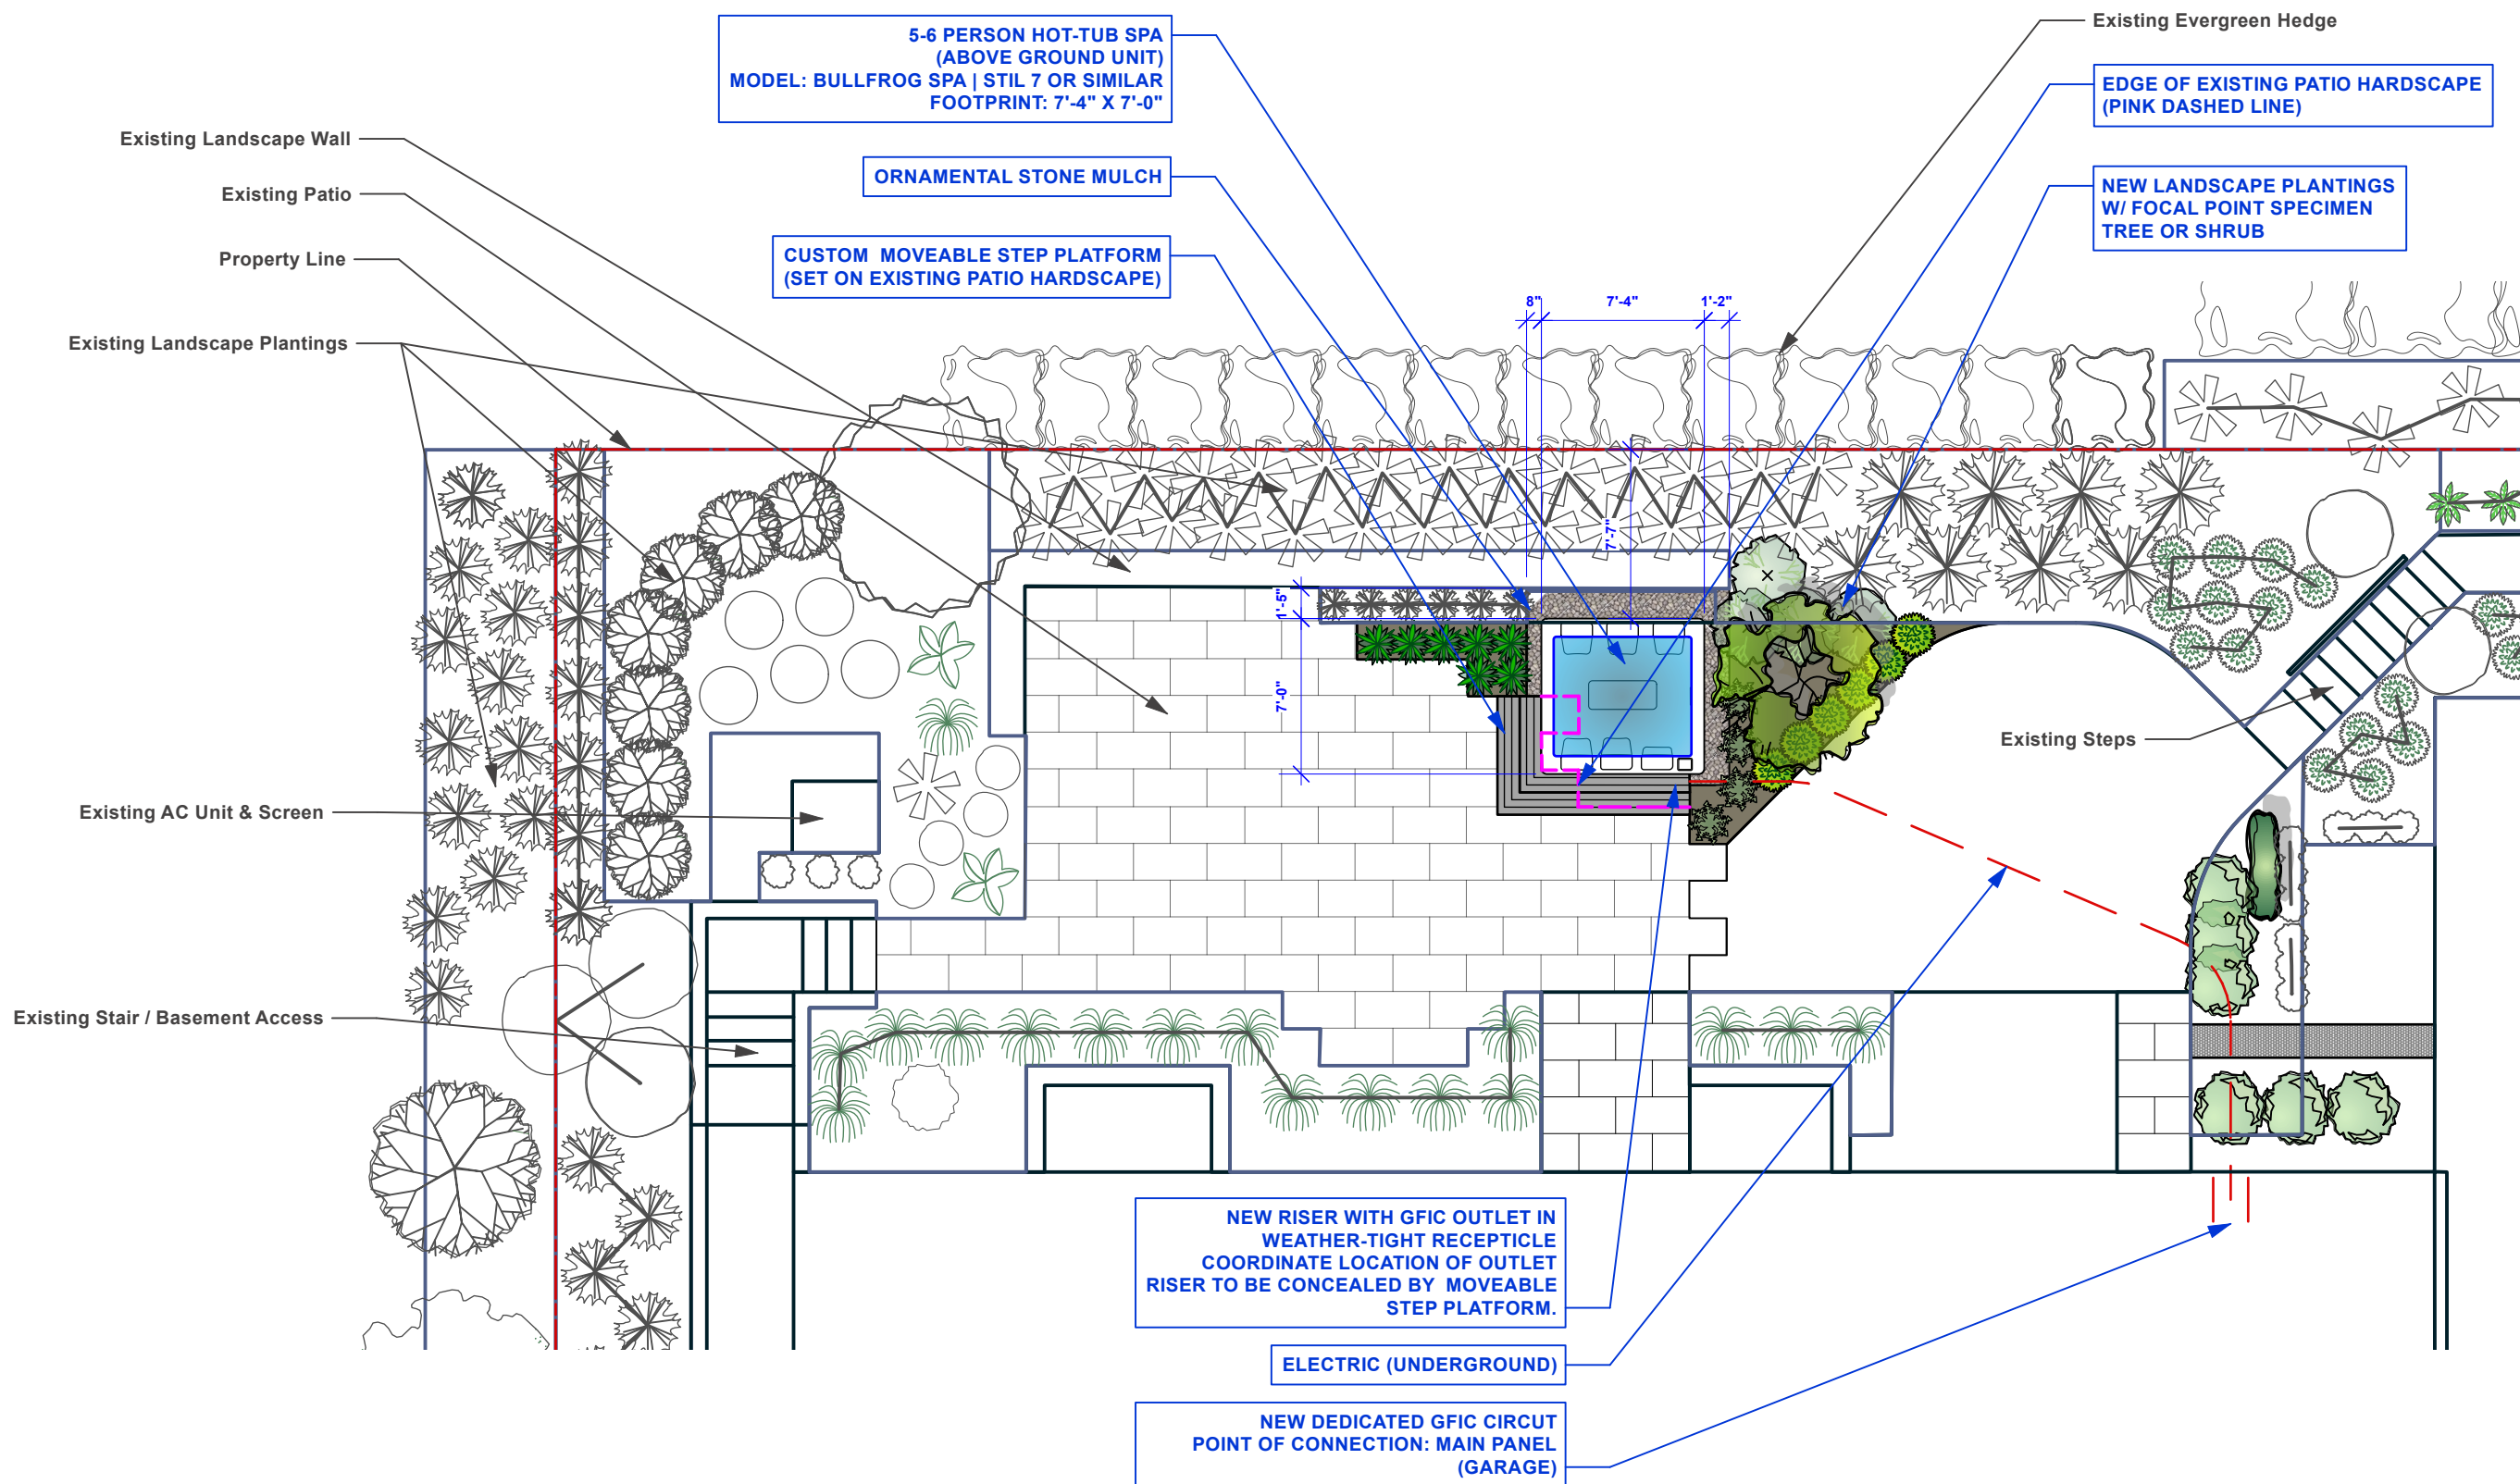 5-6 PERSON HOT-TUB SPA
(ABOVE GROUND UNIT)
MODEL: BULLFROG SPA | STIL 7 OR SIMILAR
FOOTPRINT: 7'-4" X 7'-0"
Existing Evergreen Hedge
EDGE OF EXISTING PATIO HARDSCAPE
(PINK DASHED LINE)
Existing Landscape Wall
ORNAMENTAL STONE MULCH
Existing Patio
NEW LANDSCAPE PLANTINGS
W/ FOCAL POINT SPECIMEN
TREE OR SHRUB
CUSTOM MOVEABLE STEP PLATFORM
(SET ON EXISTING PATIO HARDSCAPE)
Property Line
8"
7'-4"
1'-2"
Existing Landscape Plantings
7'-7"
1'-5"
7'-0"
Existing Steps
Existing AC Unit & Screen
Existing Stair / Basement Access
NEW RISER WITH GFIC OUTLET IN
WEATHER-TIGHT RECEPTICLE
COORDINATE LOCATION OF OUTLET
RISER TO BE CONCEALED BY MOVEABLE
STEP PLATFORM.
ELECTRIC (UNDERGROUND)
NEW DEDICATED GFIC CIRCUT
POINT OF CONNECTION: MAIN PANEL
(GARAGE)